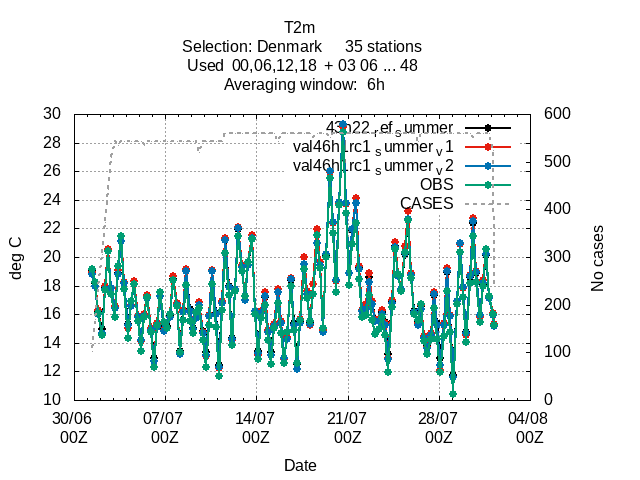 T2m
Selection: Denmark 35 stations
Used 00,06,12,18 + 03 06 ... 48
Averaging window: 6h
43h22_ref_summer
val46h1rc1_summer_v1
val46h1rc1_summer_v2
OBS
CASES
deg C
30
28
26
24
22
20
18
16
14
12
10
No cases
600
500
400
300
200
100
0
30/06 00Z
07/07 00Z
14/07 00Z
21/07 00Z
28/07 00Z
04/08 00Z
Date